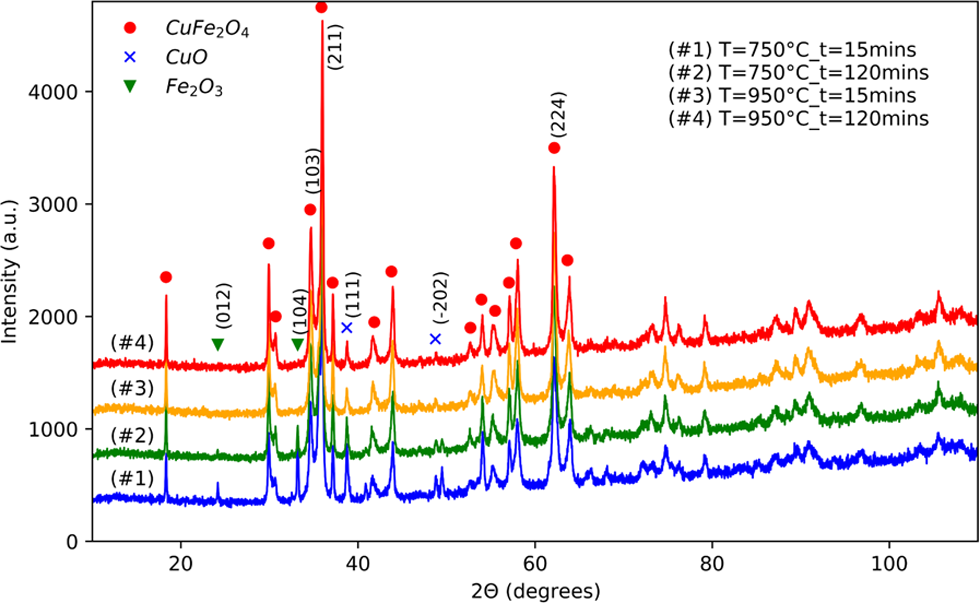 CuFe₂O₄
CuO
Fe₂O₃
(#1) T=750°C_t=15mins
(#2) T=750°C_t=120mins
(#3) T=950°C_t=15mins
(#4) T=950°C_t=120mins
(012)
(104)
(103)
(211)
(111)
(-202)
(224)
(#4)
(#3)
(#2)
(#1)
Intensity (a.u.)
4000
3000
2000
1000
0
20
40
60
80
100
2Θ (degrees)